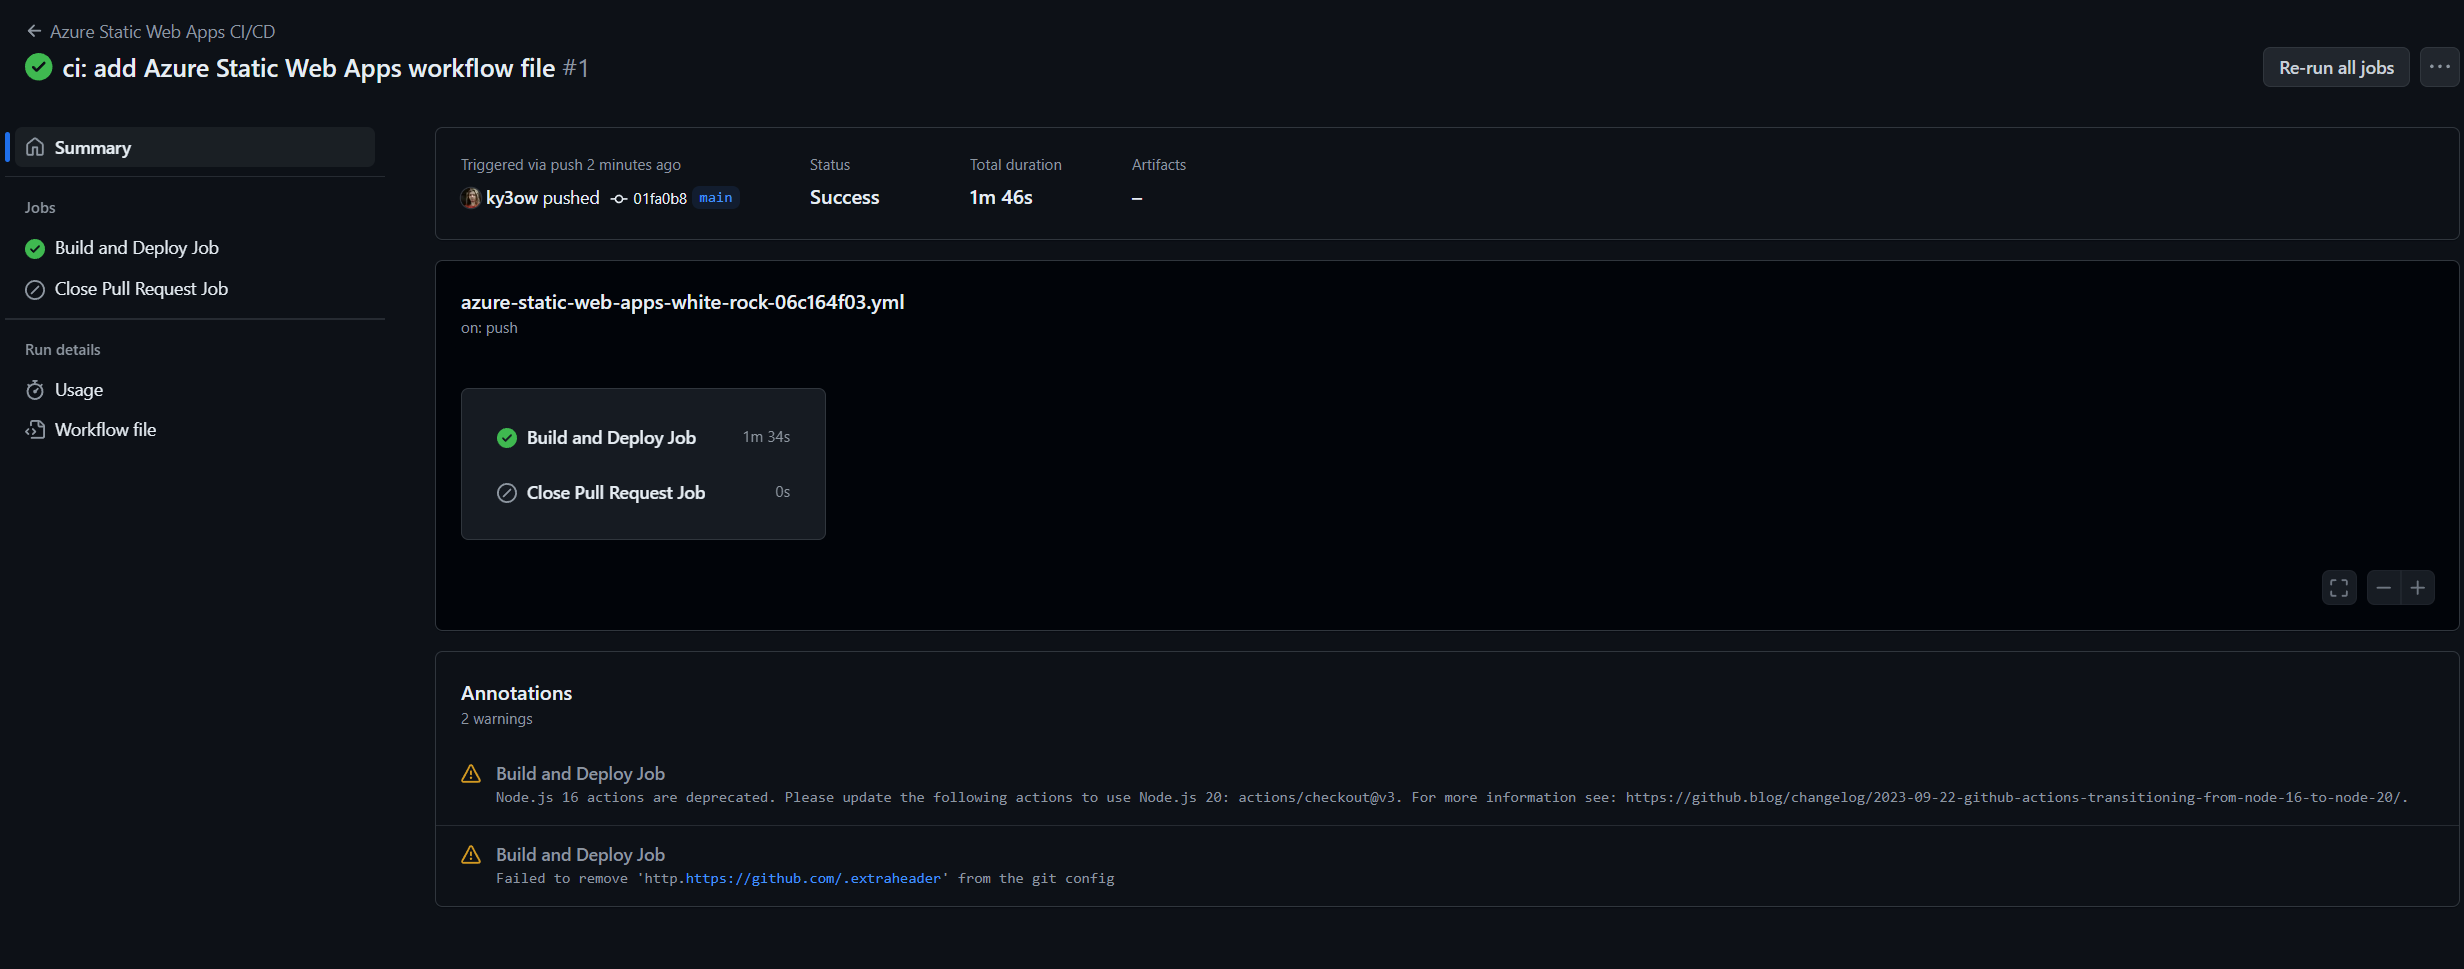 Azure Static Web Apps CI/CD
ci: add Azure Static Web Apps workflow file #1
Re-run all jobs
Summary
Jobs
Build and Deploy Job
Close Pull Request Job
Run details
Usage
Workflow file
Triggered via push 2 minutes ago
ky3ow pushed 01fa0b8 main
Status
Success
Total duration
1m 46s
Artifacts
–
azure-static-web-apps-white-rock-06c164f03.yml
on: push
Build and Deploy Job 1m 34s
Close Pull Request Job 0s
Annotations
2 warnings
Build and Deploy Job
Node.js 16 actions are deprecated. Please update the following actions to use Node.js 20: actions/checkout@v3. For more information see: https://github.blog/changelog/2023-09-22-github-actions-transitioning-from-node-16-to-node-20/.
Build and Deploy Job
Failed to remove 'http.https://github.com/.extraheader' from the git config